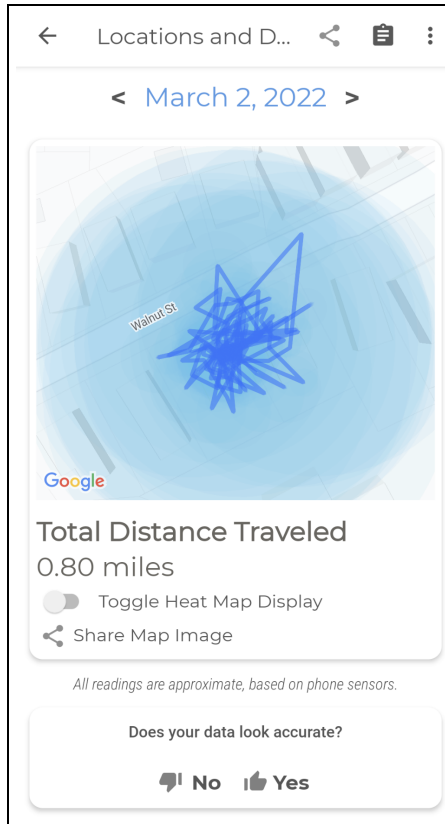 Locations and D...
< March 2, 2022 >
Walnut St
Google
Total Distance Traveled
0.80 miles
Toggle Heat Map Display
Share Map Image
All readings are approximate, based on phone sensors.
Does your data look accurate?
No Yes